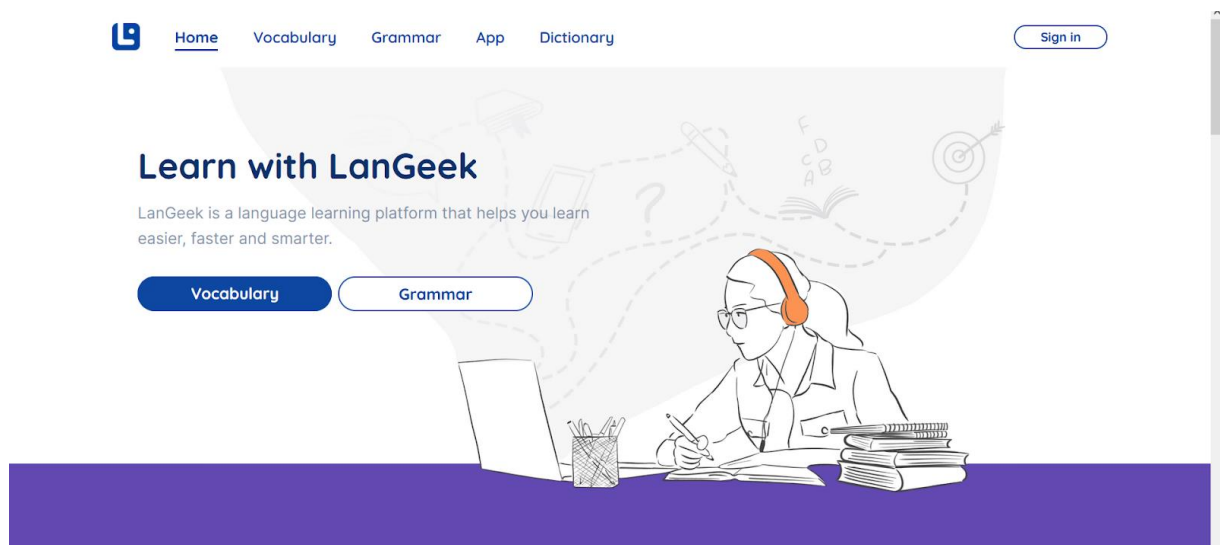 Home Vocabulary Grammar App Dictionary Sign in
Learn with LanGeek
LanGeek is a language learning platform that helps you learn
easier, faster and smarter.
Vocabulary Grammar
F
D
C B
A
?